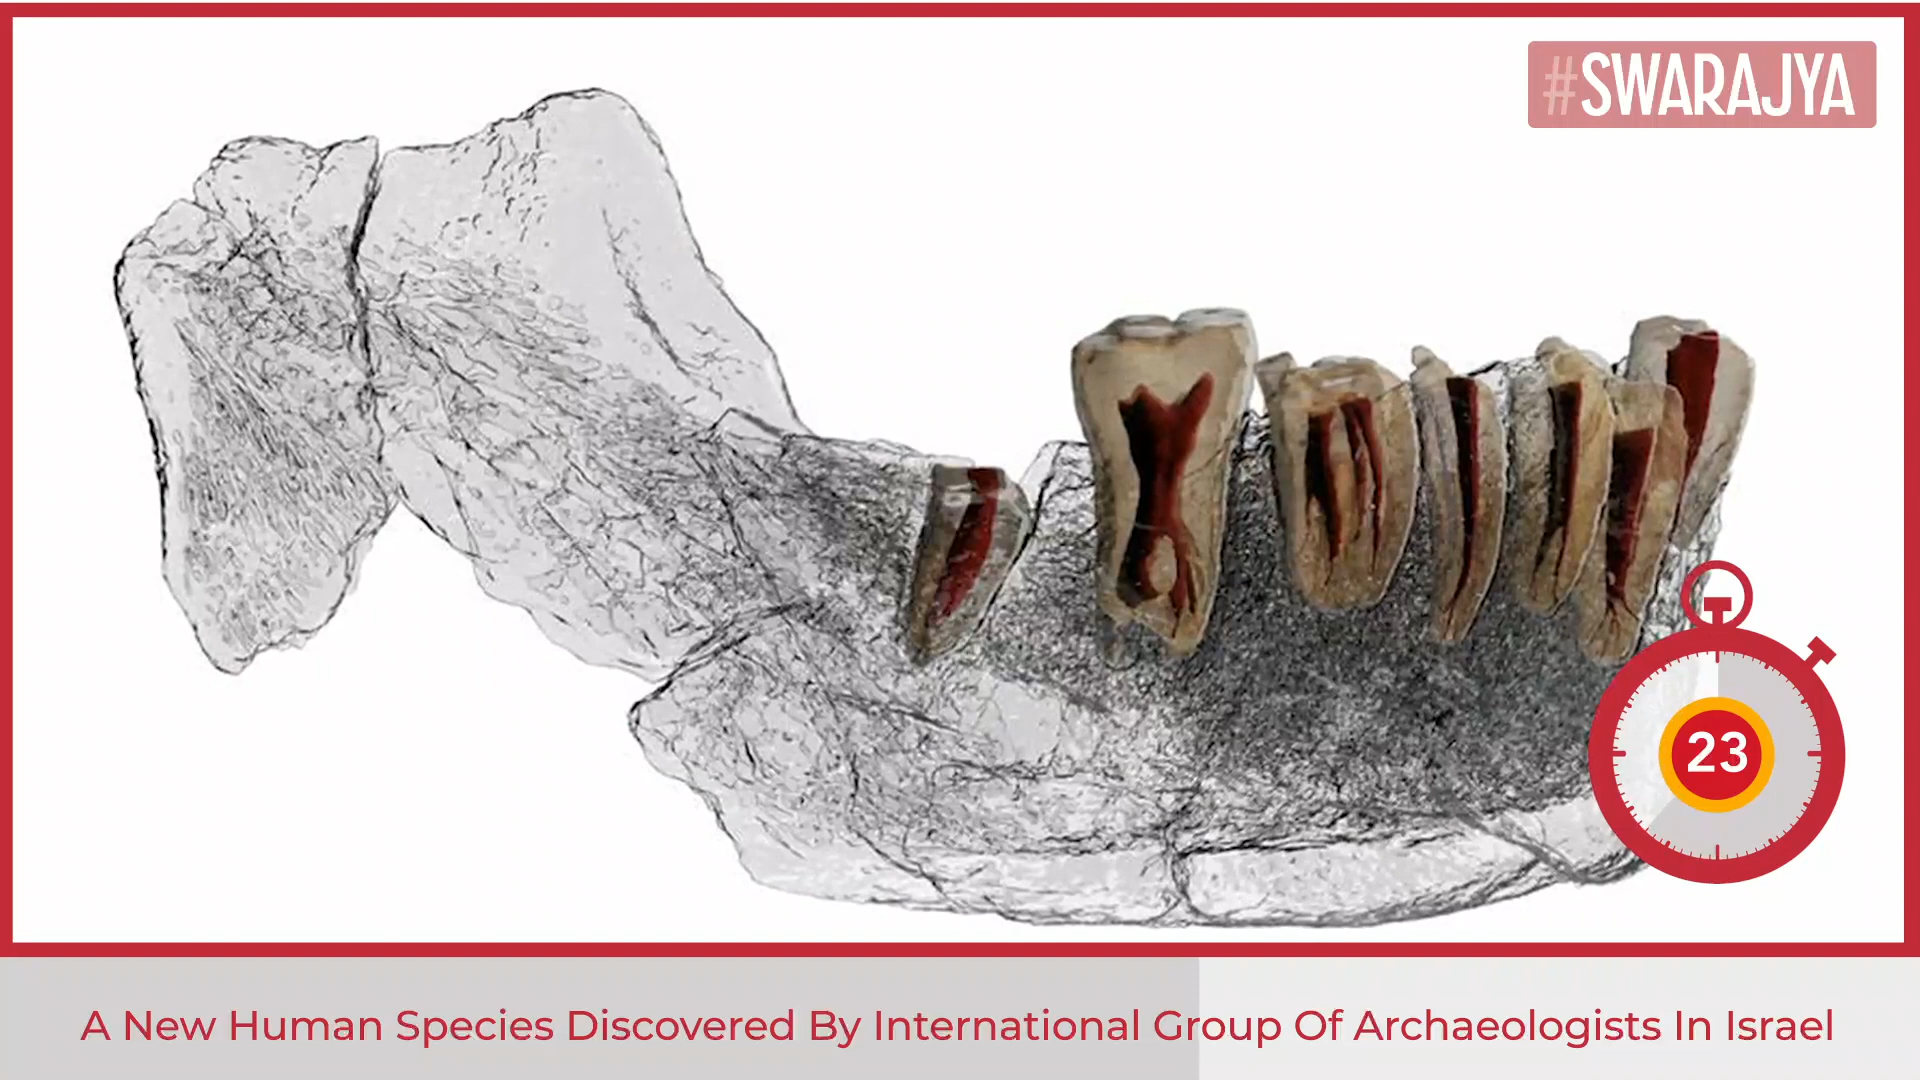 #SWARAJYA
23
A New Human Species Discovered By International Group Of Archaeologists In Israel